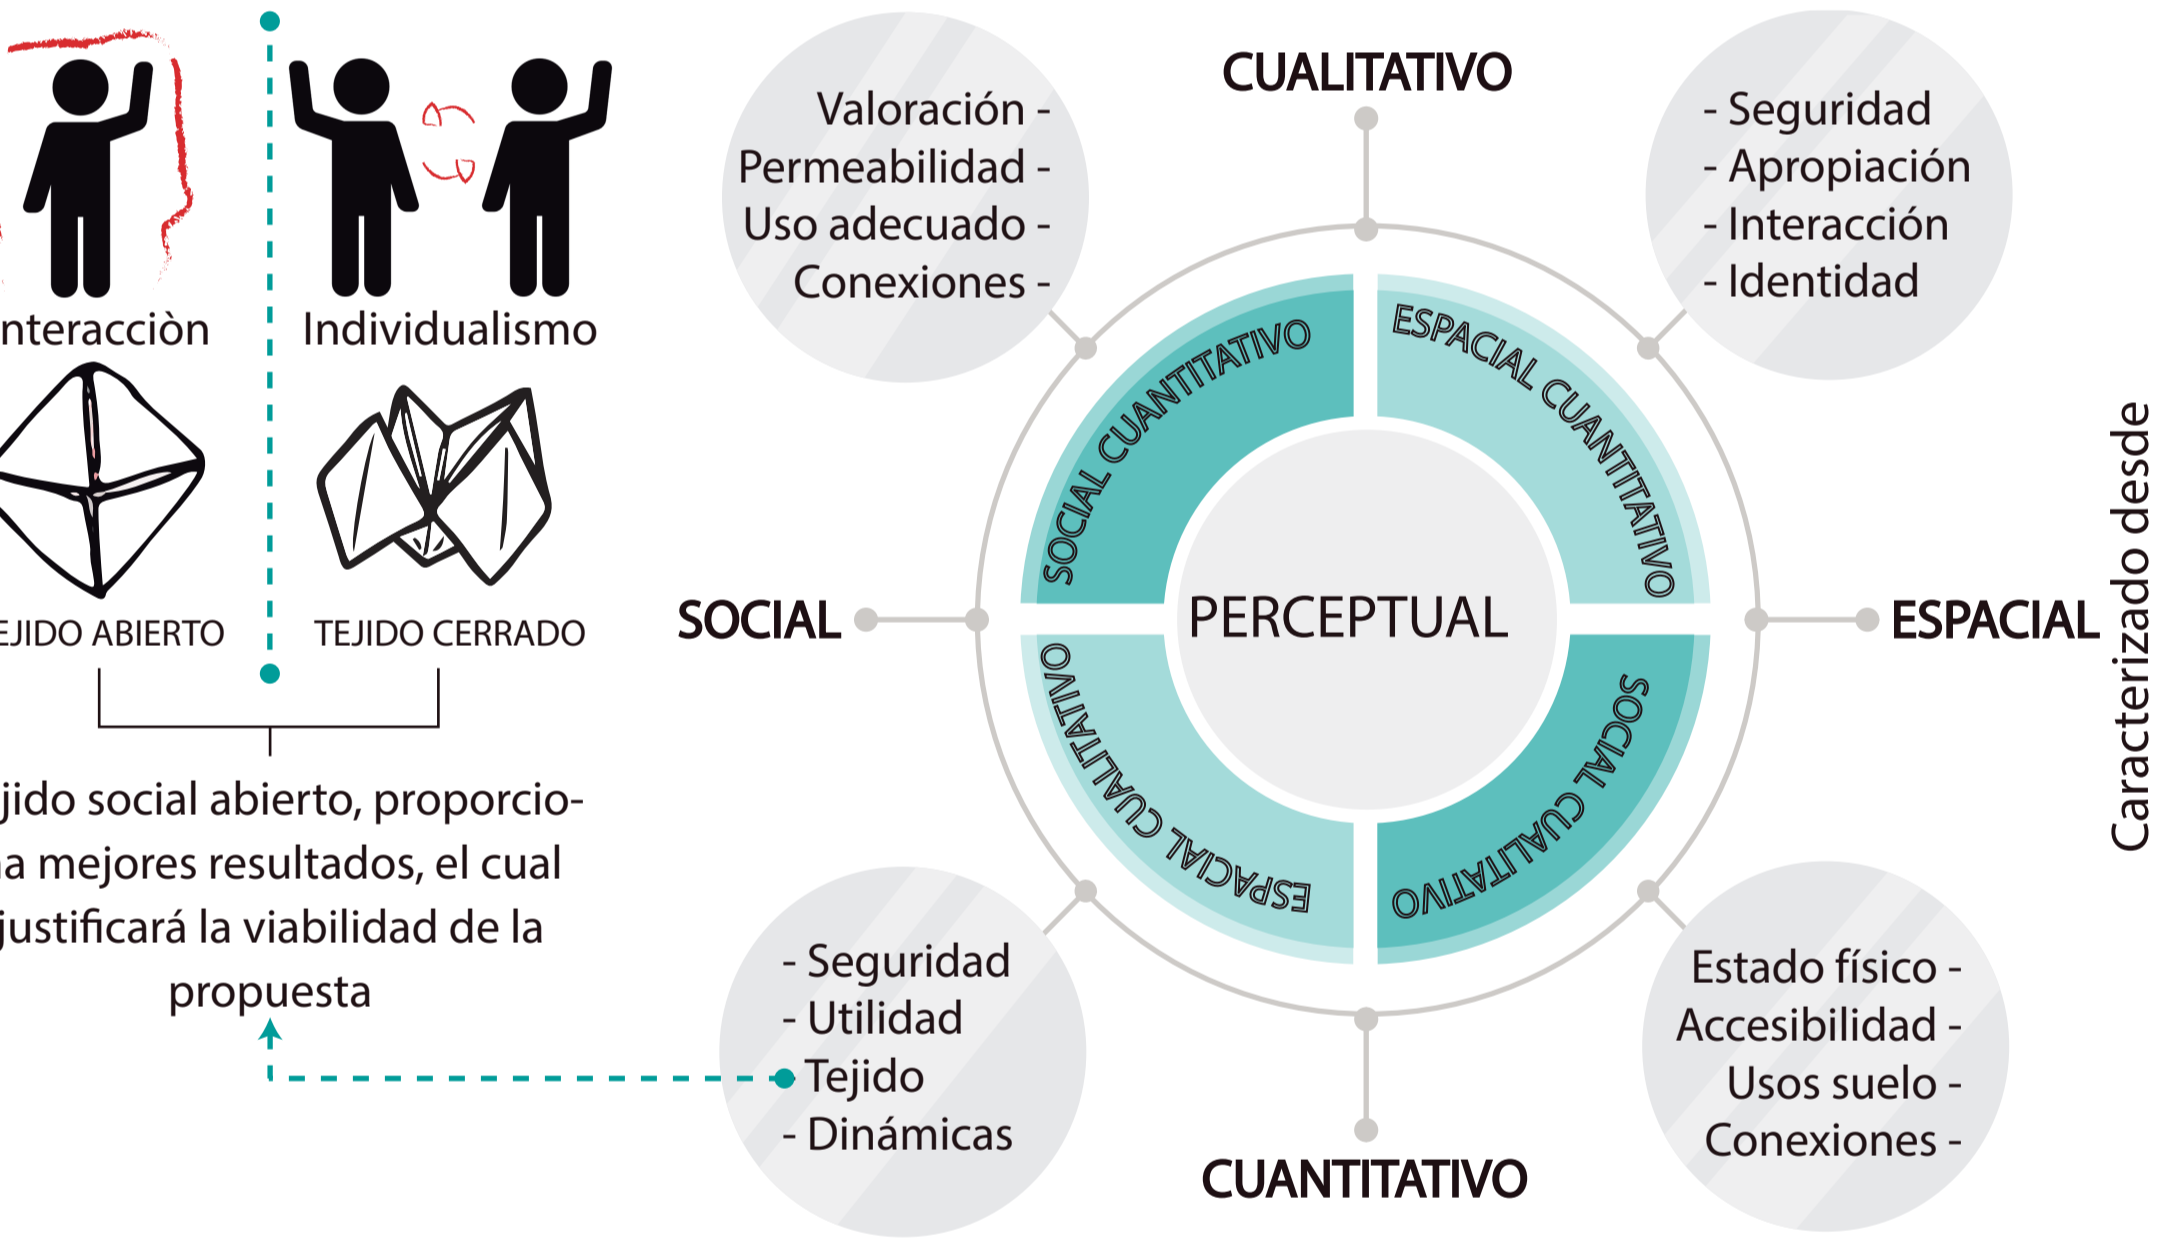 nteracciòn
Individualismo
EJIDO ABIERTO
TEJIDO CERRADO
jido social abierto, proporcio-
a mejores resultados, el cual
justificará la viabilidad de la
propuesta
CUALITATIVO
Valoración -
Permeabilidad -
Uso adecuado -
Conexiones -
- Seguridad
- Apropiación
- Interacción
- Identidad
SOCIAL CUANTITATIVO
ESPACIAL CUANTITATIVO
SOCIAL
PERCEPTUAL
ESPACIAL
Caracterizado desde
ESPACIAL CUALITATIVO
SOCIAL CUALITATIVO
- Seguridad
- Utilidad
Tejido
- Dinámicas
Estado físico -
Accesibilidad -
Usos suelo -
Conexiones -
CUANTITATIVO